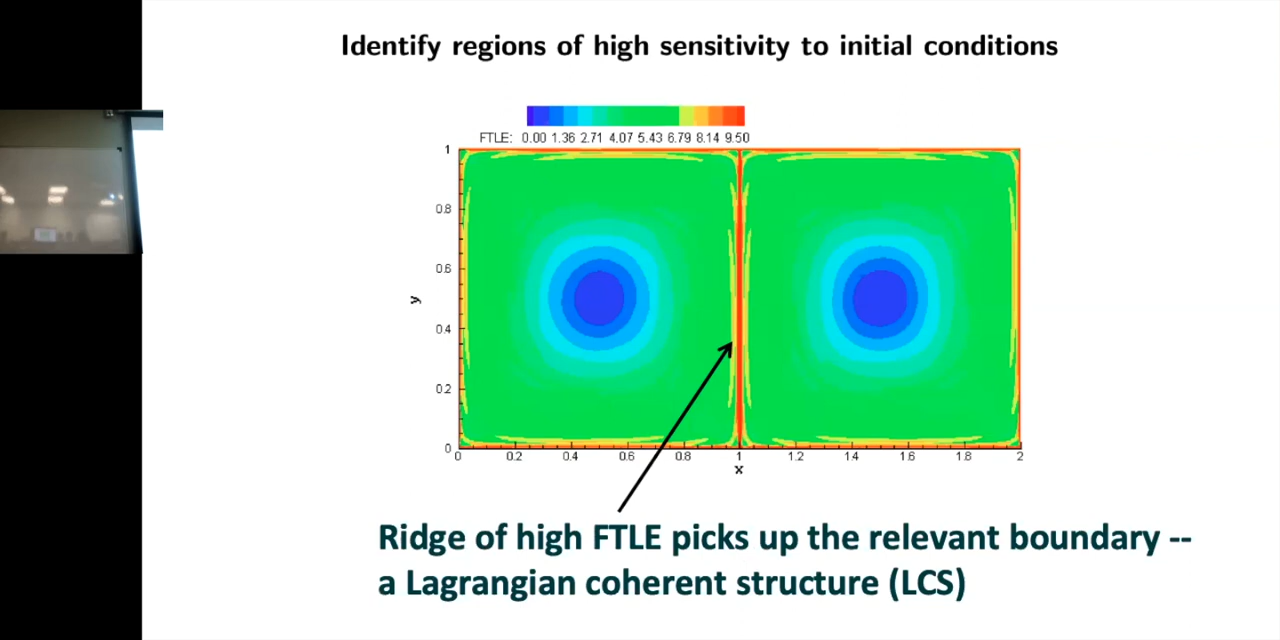 Identify regions of high sensitivity to initial conditions
FTLE: 0.00 1.36 2.71 4.07 5.43 6.79 8.14 9.50
1
0.8
0.6
y
0.4
0.2
0
0 0.2 0.4 0.6 0.8 1 1.2 1.4 1.6 1.8 2
x
Ridge of high FTLE picks up the relevant boundary --
a Lagrangian coherent structure (LCS)